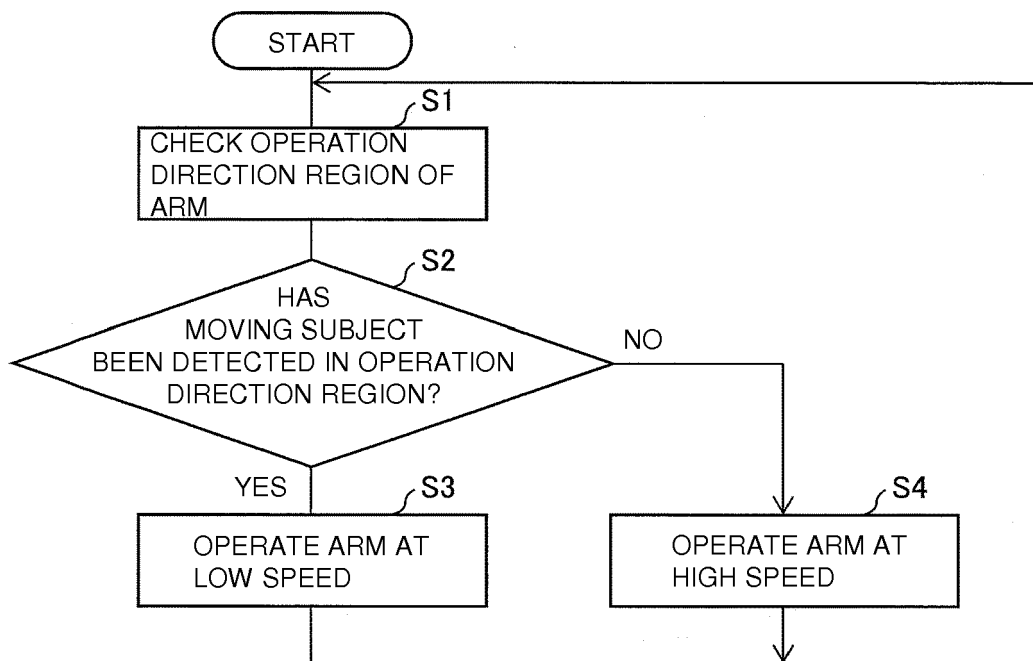 START
S1
CHECK OPERATION
DIRECTION REGION OF
ARM
S2
HAS
MOVING SUBJECT
BEEN DETECTED IN OPERATION
DIRECTION REGION?
NO
YES
S3
OPERATE ARM AT
LOW SPEED
S4
OPERATE ARM AT
HIGH SPEED